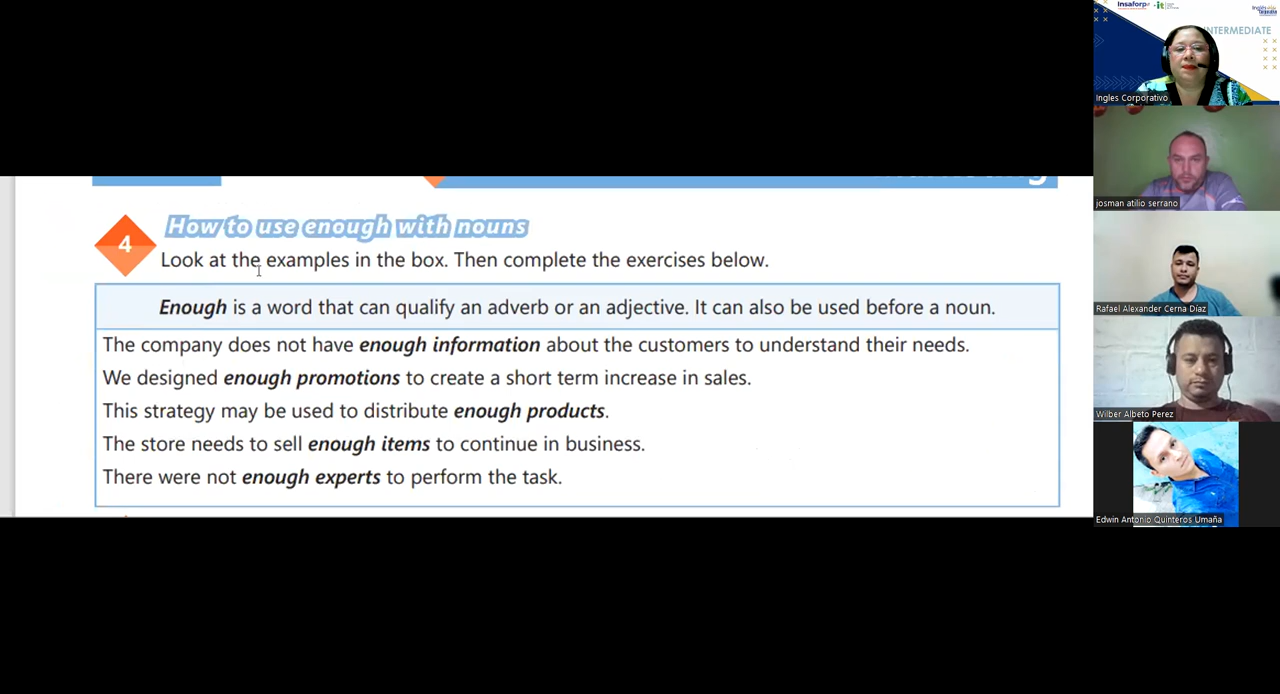 4
How to use enough with nouns
Look at the examples in the box. Then complete the exercises below.
Enough is a word that can qualify an adverb or an adjective. It can also be used before a noun.
The company does not have enough information about the customers to understand their needs.
We designed enough promotions to create a short term increase in sales.
This strategy may be used to distribute enough products.
The store needs to sell enough items to continue in business.
There were not enough experts to perform the task.
Insaforp
INTERMEDIATE
Ingles Corporativo
josman atilio serrano
Rafael Alexander Cerna Díaz
Wilber Albeto Perez
Edwin Antonio Quinteros Umaña